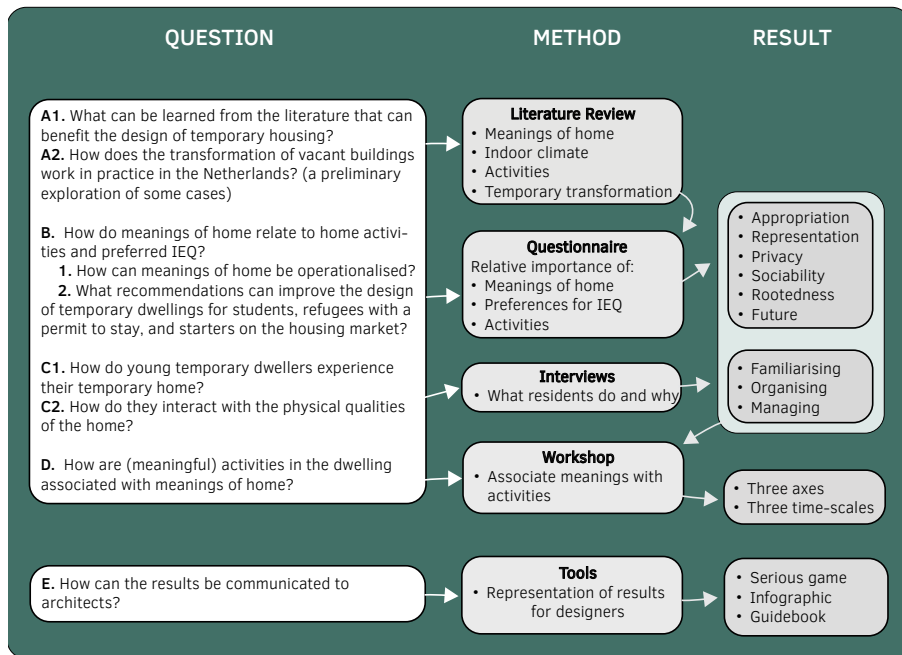 QUESTION
METHOD
RESULT
A1. What can be learned from the literature that can
benefit the design of temporary housing?
A2. How does the transformation of vacant buildings
work in practice in the Netherlands? (a preliminary
exploration of some cases)
B. How do meanings of home relate to home activi-
ties and preferred IEQ?
1. How can meanings of home be operationalised?
2. What recommendations can improve the design
of temporary dwellings for students, refugees with a
permit to stay, and starters on the housing market?
C1. How do young temporary dwellers experience
their temporary home?
C2. How do they interact with the physical qualities
of the home?
D. How are (meaningful) activities in the dwelling
associated with meanings of home?
E. How can the results be communicated to
architects?
Literature Review
• Meanings of home
• Indoor climate
• Activities
• Temporary transformation
Questionnaire
Relative importance of:
• Meanings of home
• Preferences for IEQ
• Activities
Interviews
• What residents do and why
Workshop
• Associate meanings with
activities
Tools
• Representation of results
for designers
• Appropriation
• Representation
• Privacy
• Sociability
• Rootedness
• Future
• Familiarising
• Organising
• Managing
• Three axes
• Three time-scales
• Serious game
• Infographic
• Guidebook